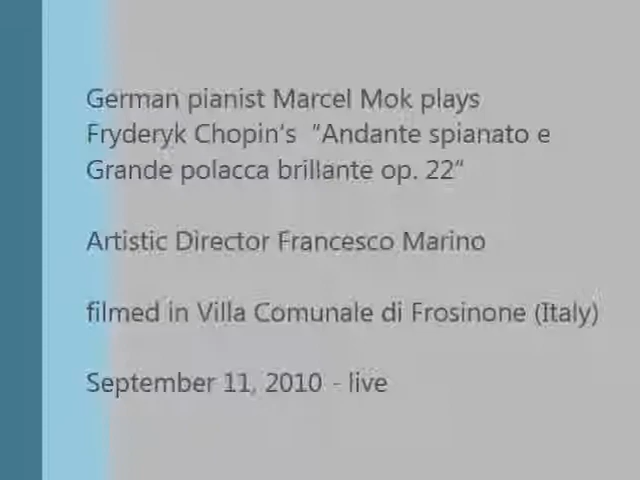 German pianist Marcel Mok plays
Fryderyk Chopin's  "Andante spianato e
Grande polacca brillante op. 22"
Artistic Director Francesco Marino
filmed in Villa Comunale di Frosinone (Italy)
September 11, 2010 - live